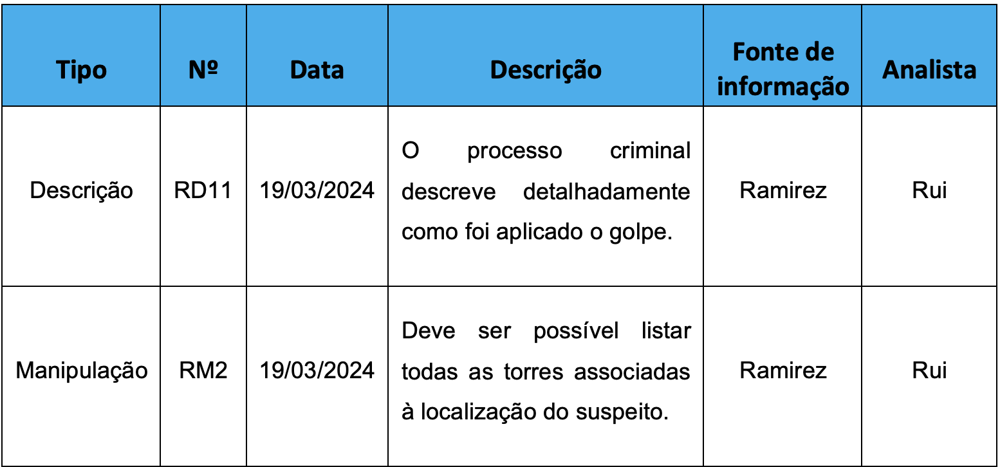 Tipo Nº Data Descrição Fonte de informação Analista
Descrição RD11 19/03/2024 O processo criminal
descreve detalhadamente
como foi aplicado o golpe. Ramirez Rui
Manipulação RM2 19/03/2024 Deve ser possível listar
todas as torres associadas
à localização do suspeito. Ramirez Rui